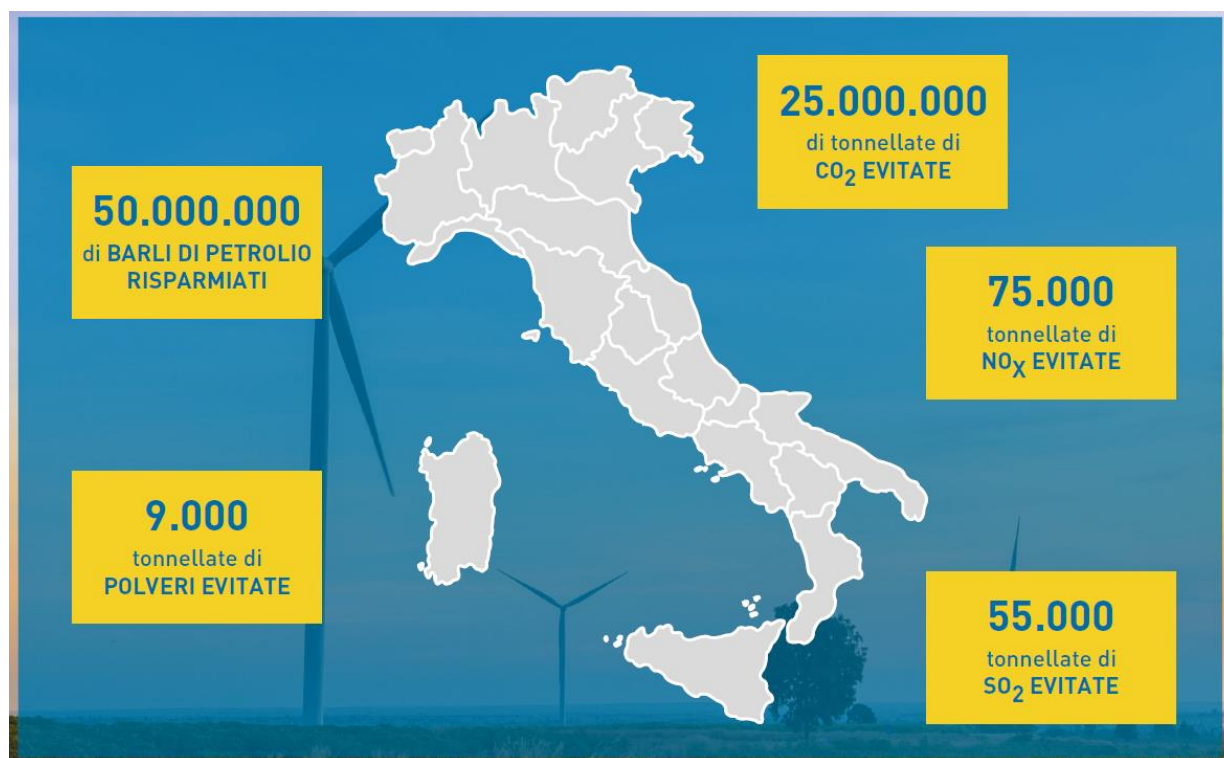 25.000.000
di tonnellate di
CO₂ EVITATE
50.000.000
di BARLI DI PETROLIO
RISPARMIATI
75.000
tonnellate di
NOX EVITATE
9.000
tonnellate di
POLVERI EVITATE
55.000
tonnellate di
SO₂ EVITATE